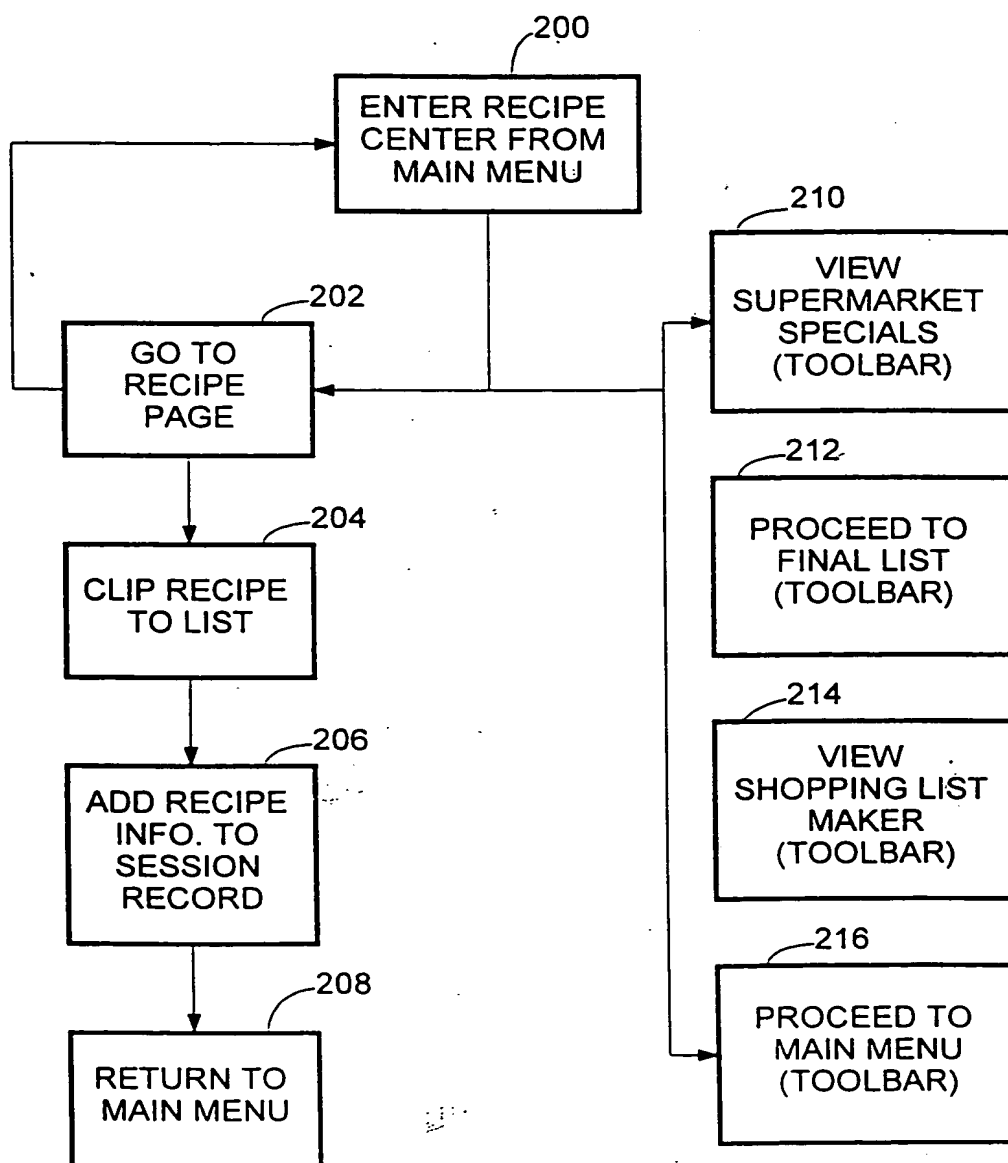 200
ENTER RECIPE
CENTER FROM
MAIN MENU
202
GO TO
RECIPE
PAGE
204
CLIP RECIPE
TO LIST
206
ADD RECIPE
INFO. TO
SESSION
RECORD
208
RETURN TO
MAIN MENU
210
VIEW
SUPERMARKET
SPECIALS
(TOOLBAR)
212
PROCEED TO
FINAL LIST
(TOOLBAR)
214
VIEW
SHOPPING LIST
MAKER
(TOOLBAR)
216
PROCEED TO
MAIN MENU
(TOOLBAR)